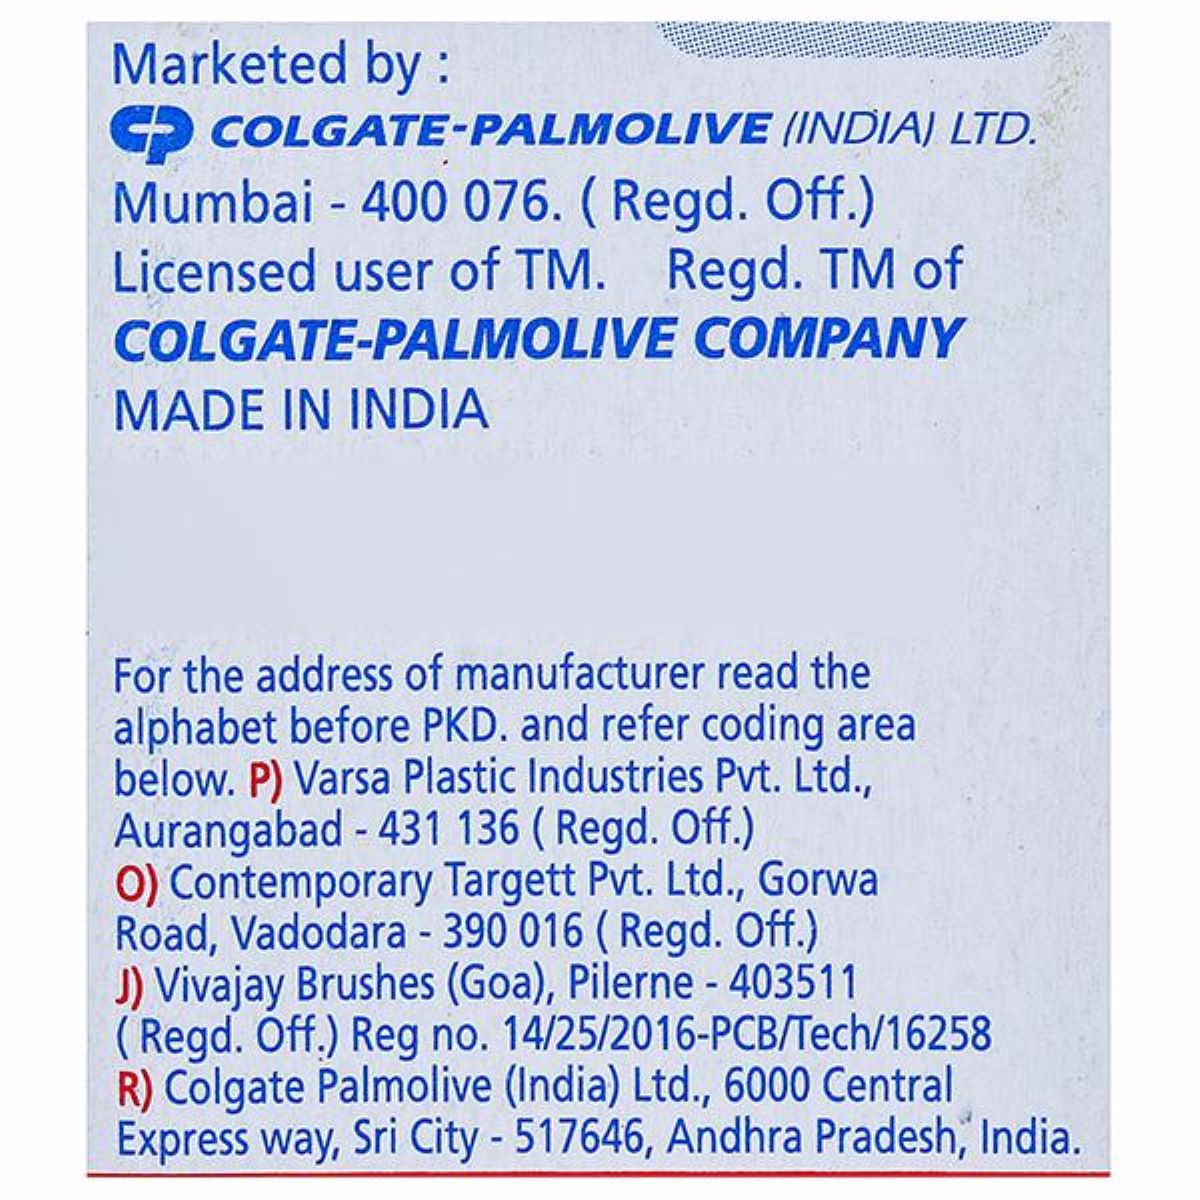 Marketed by :
CP COLGATE-PALMOLIVE (INDIA) LTD.
Mumbai - 400 076. ( Regd. Off.)
Licensed user of TM. Regd. TM of
COLGATE-PALMOLIVE COMPANY
MADE IN INDIA
For the address of manufacturer read the
alphabet before PKD. and refer coding area
below. P) Varsa Plastic Industries Pvt. Ltd.,
Aurangabad - 431 136 ( Regd. Off.)
O) Contemporary Targett Pvt. Ltd., Gorwa
Road, Vadodara - 390 016 ( Regd. Off.)
J) Vivajay Brushes (Goa), Pilerne - 403511
( Regd. Off.) Reg no. 14/25/2016-PCB/Tech/16258
R) Colgate Palmolive (India) Ltd., 6000 Central
Express way, Sri City - 517646, Andhra Pradesh, India.